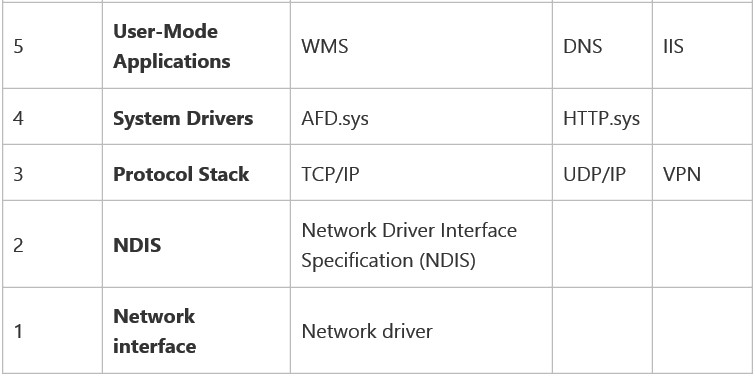 5 User-Mode Applications WMS DNS IIS
4 System Drivers AFD.sys HTTP.sys
3 Protocol Stack TCP/IP UDP/IP VPN
2 NDIS Network Driver Interface Specification (NDIS)
1 Network interface Network driver